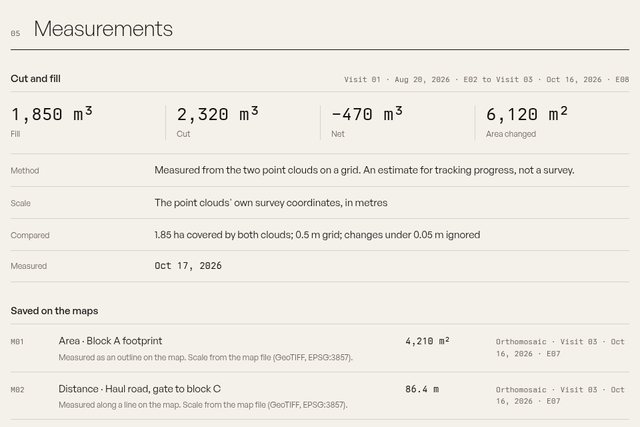 05 Measurements
Cut and fill Visit 01 · Aug 20, 2026 · E02 to Visit 03 · Oct 16, 2026 · E08
1,850 m³ 2,320 m³ −470 m³ 6,120 m²
Fill Cut Net Area changed
Method Measured from the two point clouds on a grid. An estimate for tracking progress, not a survey.
Scale The point clouds' own survey coordinates, in metres
Compared 1.85 ha covered by both clouds; 0.5 m grid; changes under 0.05 m ignored
Measured Oct 17, 2026
Saved on the maps
M01 Area · Block A footprint 4,210 m² Orthomosaic · Visit 03 · Oct
Measured as an outline on the map. Scale from the map file (GeoTIFF, EPSG:3857). 16, 2026 · E07
M02 Distance · Haul road, gate to block C 86.4 m Orthomosaic · Visit 03 · Oct
Measured along a line on the map. Scale from the map file (GeoTIFF, EPSG:3857). 16, 2026 · E07